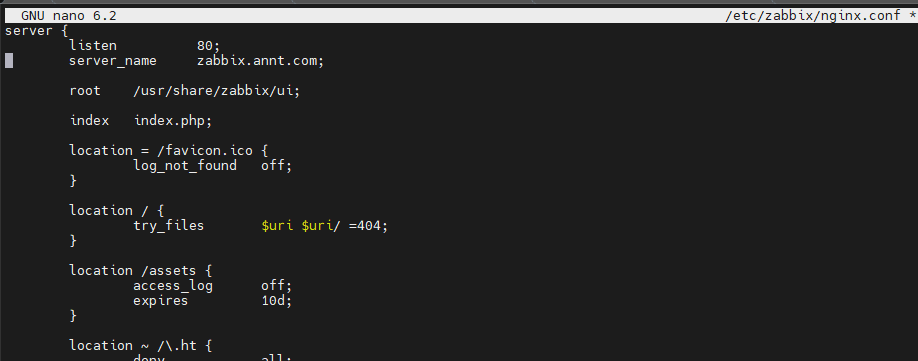 GNU nano 6.2 /etc/zabbix/nginx.conf *
server {
        listen          80;
        server_name     zabbix.annt.com;
        root    /usr/share/zabbix/ui;
        index   index.php;
        location = /favicon.ico {
                log_not_found   off;
        }
        location / {
                try_files       $uri $uri/ =404;
        }
        location /assets {
                access_log      off;
                expires         10d;
        }
        location ~ /\.ht {
                deny            all;